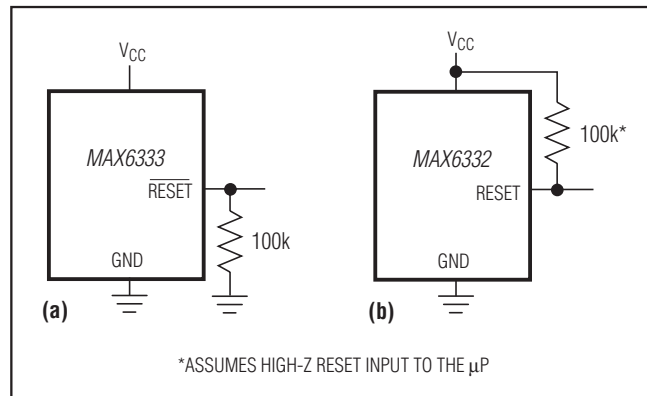 VCC
MAX6333
RESET
100k
GND
(a)
VCC
100k*
MAX6332
RESET
GND
(b)
*ASSUMES HIGH-Z RESET INPUT TO THE µP